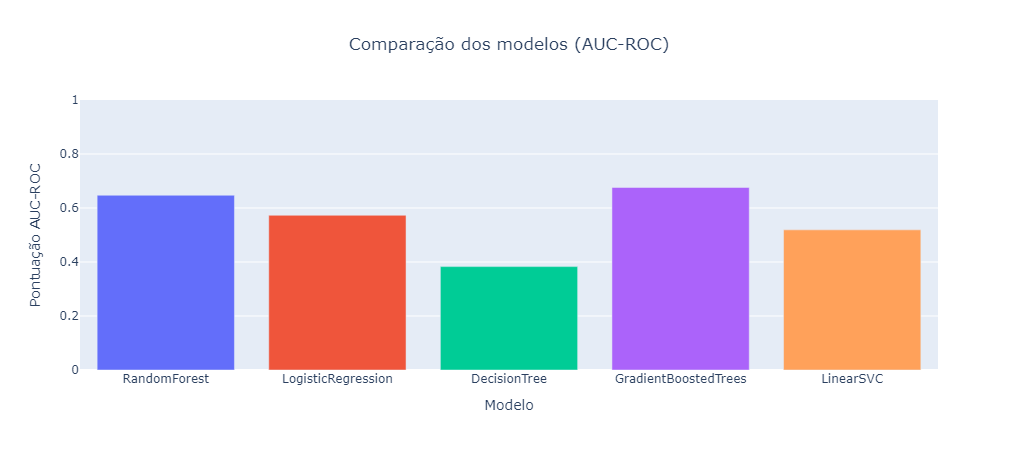 Comparação dos modelos (AUC-ROC)
Pontuação AUC-ROC
1
0.8
0.6
0.4
0.2
0
RandomForest
LogisticRegression
DecisionTree
GradientBoostedTrees
LinearSVC
Modelo